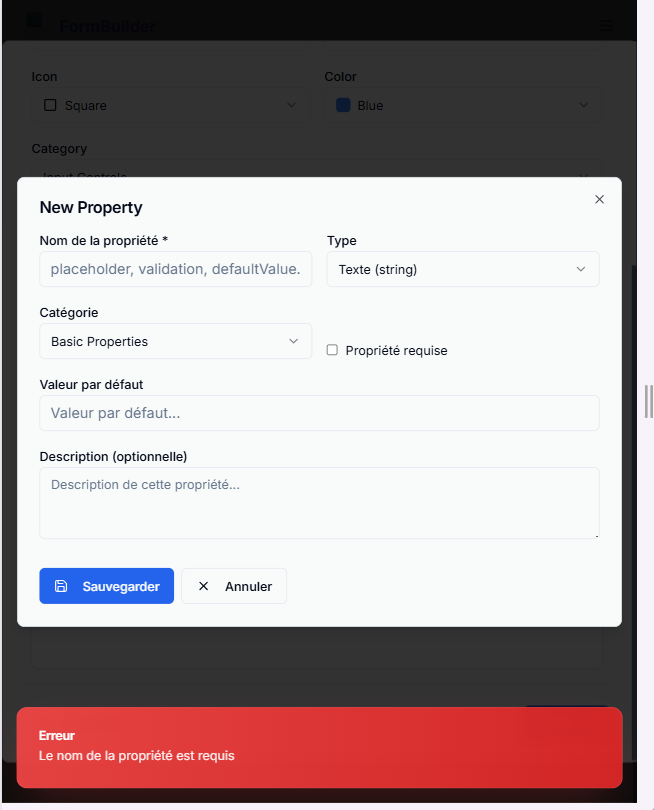 FormBuilder
Icon
Color
Square
Blue
Category
Input Controls
New Property
Nom de la propriété *
Type
placeholder, validation, defaultValue.
Texte (string)
Catégorie
Basic Properties
Propriété requise
Valeur par défaut
Valeur par défaut...
Description (optionnelle)
Description de cette propriété...
Sauvegarder
Annuler
Erreur
Le nom de la propriété est requis